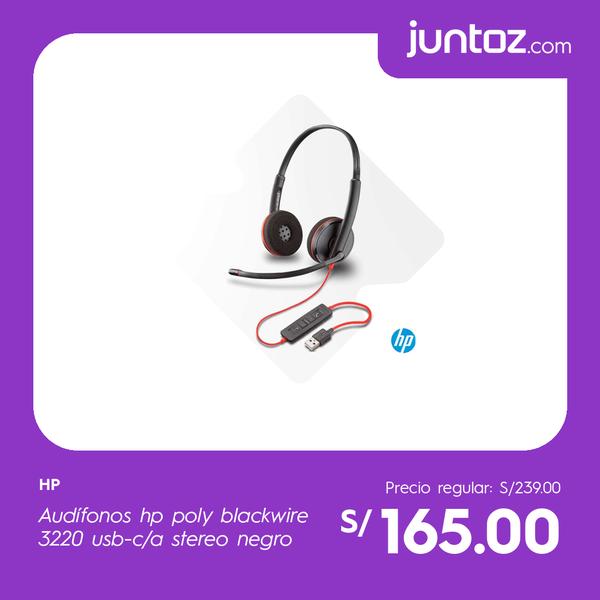 juntoz.com
hp
HP
Audífonos hp poly blackwire
3220 usb-c/a stereo negro
Precio regular: S/239.00
S/165.00